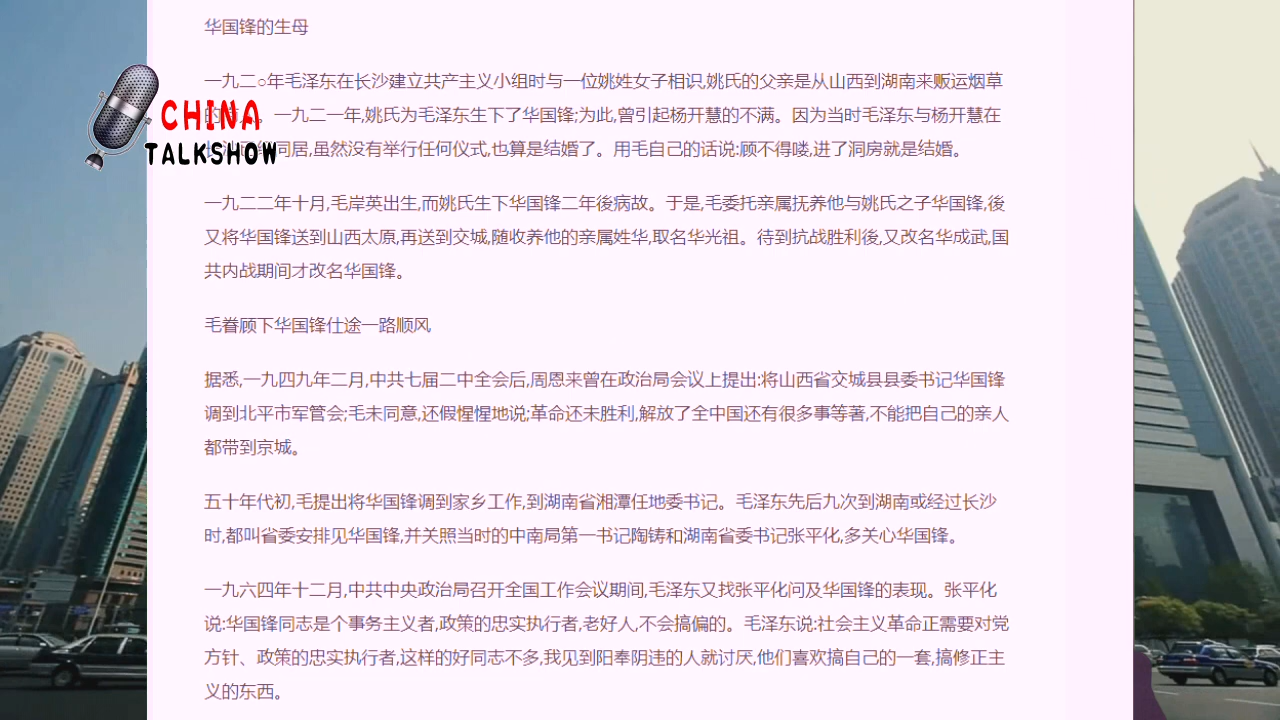 华国锋的生母
一九二○年毛泽东在长沙建立共产主义小组时与一位姚姓女子相识,姚氏的父亲是从山西到湖南来贩运烟草
一九二一年,姚氏为毛泽东生下了华国锋;为此,曾引起杨开慧的不满。因为当时毛泽东与杨开慧在
CHINA
同居,虽然没有举行任何仪式,也算是结婚了。用毛自己的话说:顾不得喽,进了洞房就是结婚。
TALKSHOW
一九二二年十月,毛岸英出生,而姚氏生下华国锋二年後病故。于是,毛委托亲属抚养他与姚氏之子华国锋,後
又将华国锋送到山西太原,再送到交城,随收养他的亲属姓华,取名华光祖。待到抗战胜利後,又改名华成武,国
共内战期间才改名华国锋。
毛眷顾下华国锋仕途一路顺风
据悉,一九四九年二月,中共七届二中全会后,周恩来曾在政治局会议上提出:将山西省交城县县委书记华国锋
调到北平市军管会;毛未同意,还假惺惺地说;革命还未胜利,解放了全中国还有很多事等著,不能把自己的亲人
都带到京城。
五十年代初,毛提出将华国锋调到家乡工作,到湖南省湘潭任地委书记。毛泽东先后九次到湖南或经过长沙
时,都叫省委安排见华国锋,并关照当时的中南局第一书记陶铸和湖南省委书记张平化,多关心华国锋。
一九六四年十二月,中共中央政治局召开全国工作会议期间,毛泽东又找张平化问及华国锋的表现。张平化
说:华国锋同志是个事务主义者,政策的忠实执行者,老好人,不会搞偏的。毛泽东说:社会主义革命正需要对党
方针、政策的忠实执行者,这样的好同志不多,我见到阳奉阴违的人就讨厌,他们喜欢搞自己的一套,搞修正主
义的东西。